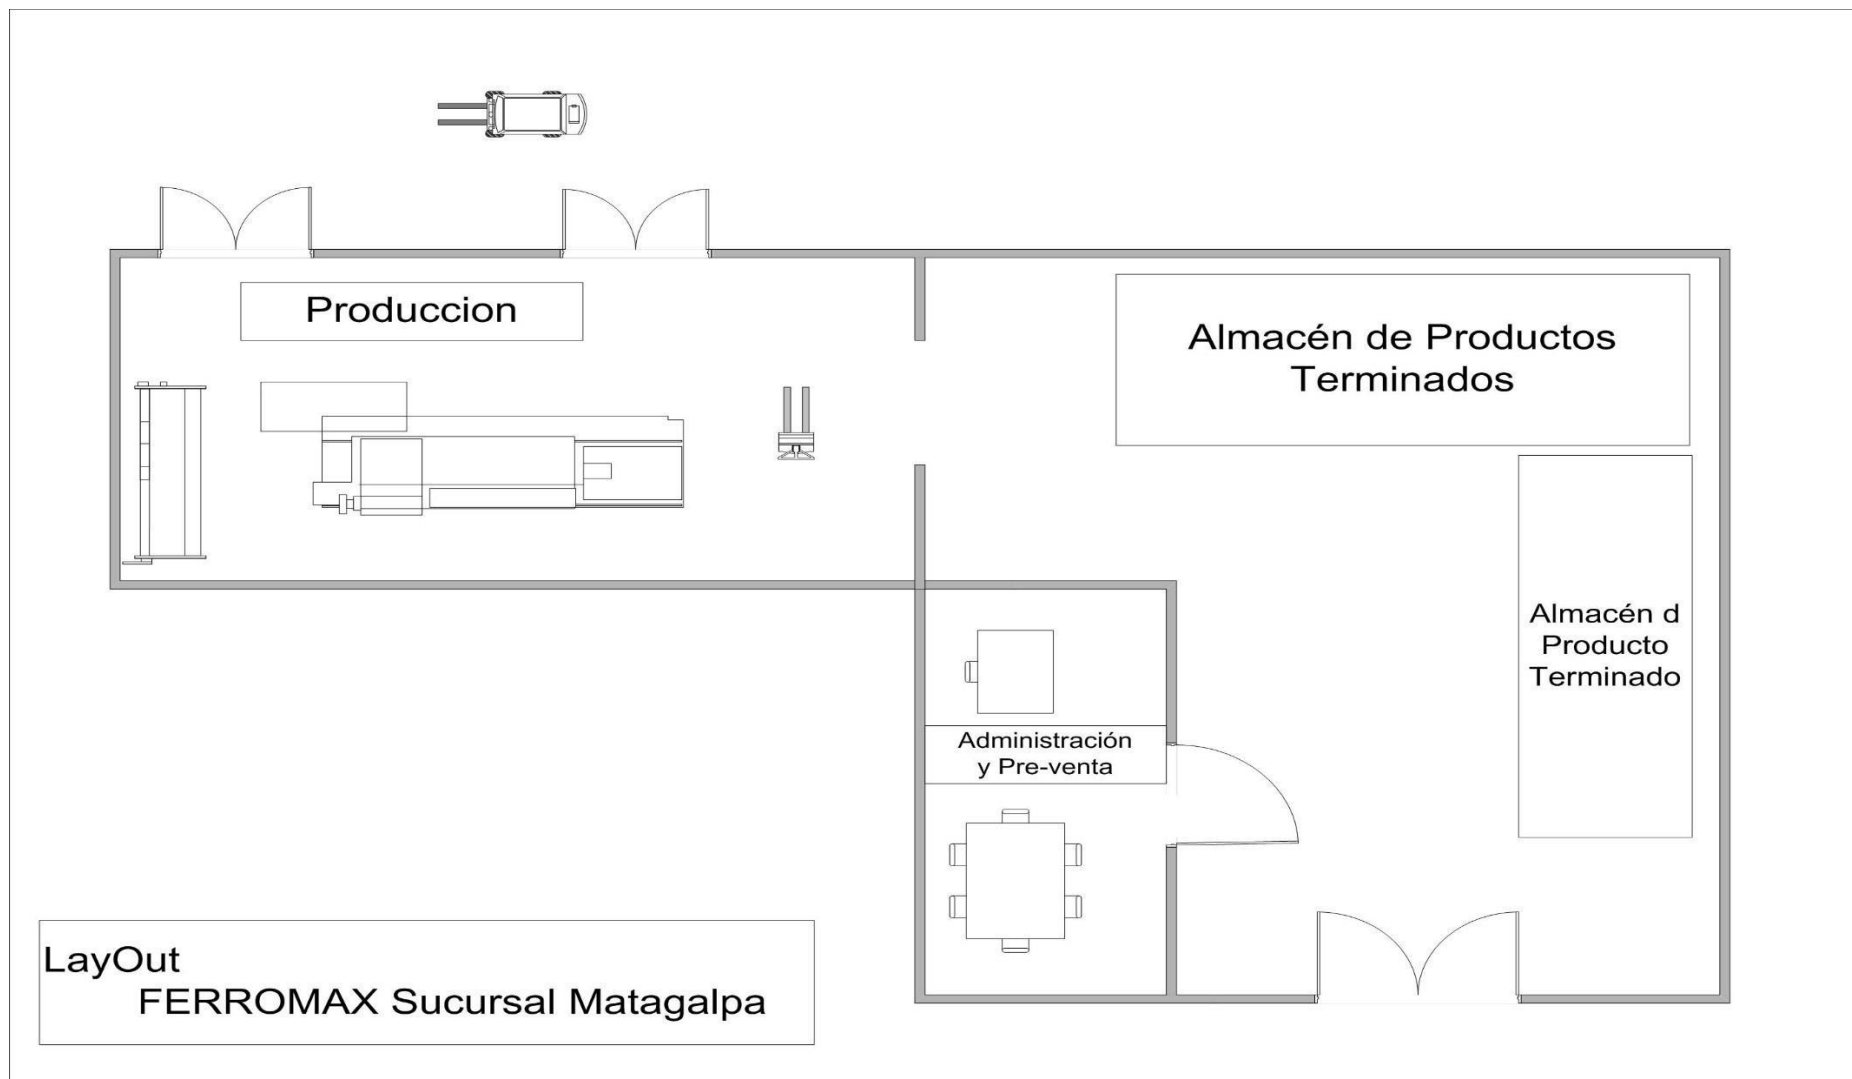 Produccion
Almacén de Productos
Terminados
Almacén d
Producto
Terminado
Administración
y Pre-venta
LayOut
FERROMAX Sucursal Matagalpa